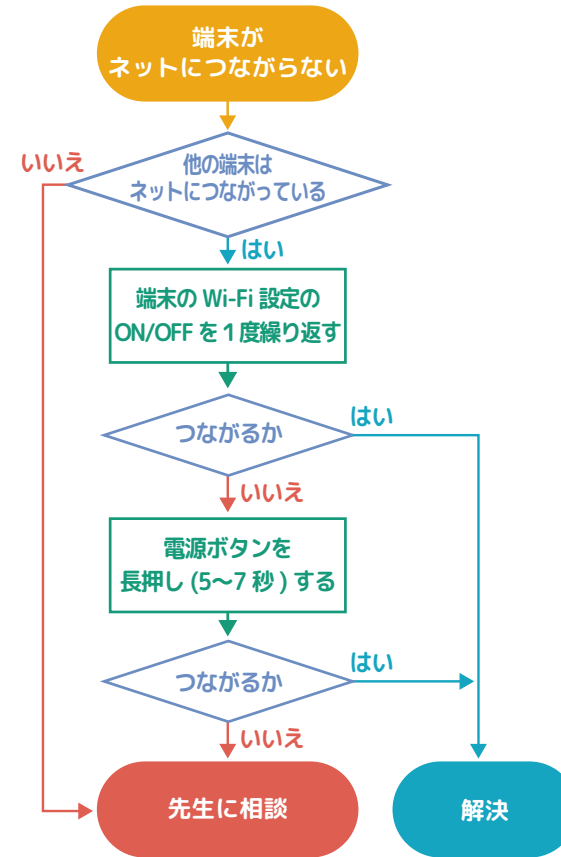 端末が
ネットにつながらない
いいえ
他の端末は
ネットにつながっている
はい
端末の Wi-Fi 設定の
ON/OFF を 1 度繰り返す
つながるか
はい
いいえ
電源ボタンを
長押し (5〜7 秒 ) する
つながるか
はい
いいえ
先生に相談
解決